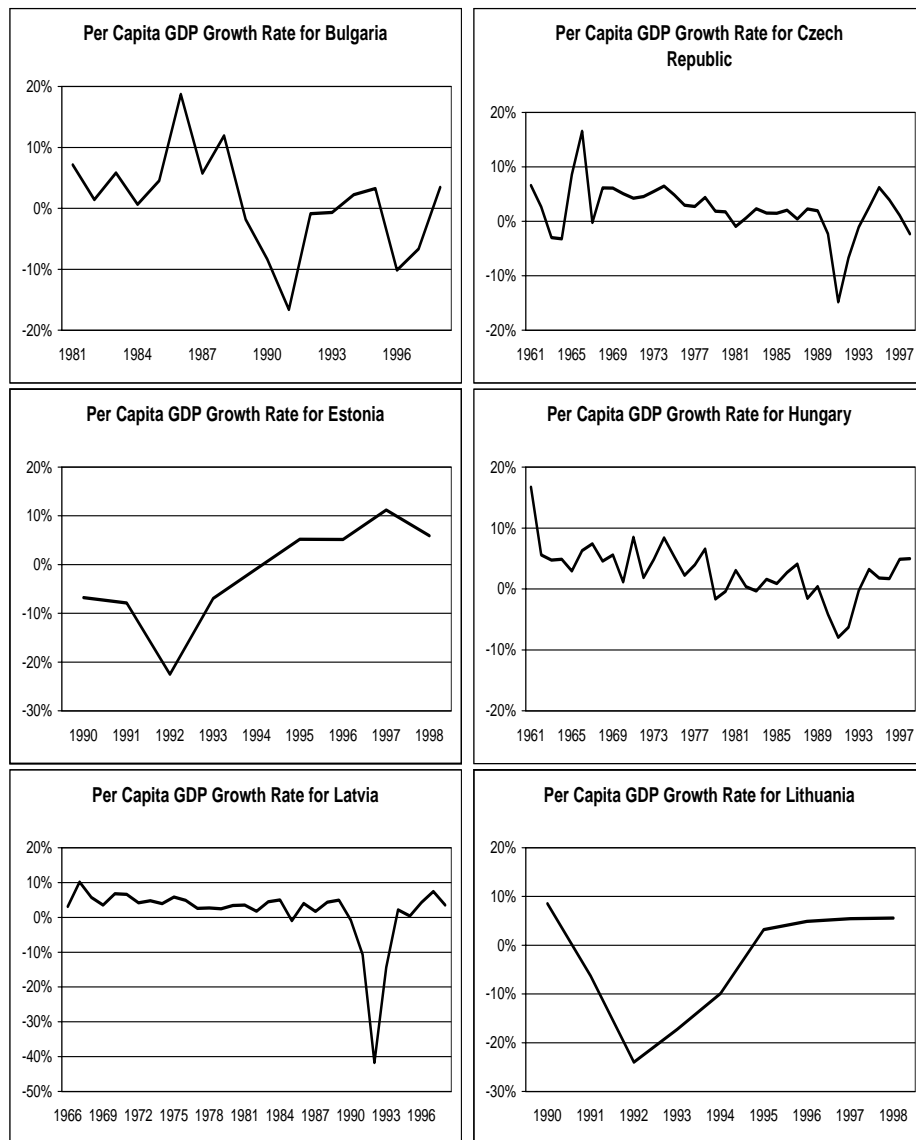 Per Capita GDP Growth Rate for Bulgaria
20%
10%
0%
-10%
-20%
1981 1984 1987 1990 1993 1996
Per Capita GDP Growth Rate for Czech
Republic
20%
10%
0%
-10%
-20%
1961 1965 1969 1973 1977 1981 1985 1989 1993 1997
Per Capita GDP Growth Rate for Estonia
20%
10%
0%
-10%
-20%
-30%
1990 1991 1992 1993 1994 1995 1996 1997 1998
Per Capita GDP Growth Rate for Hungary
20%
10%
0%
-10%
-20%
1961 1965 1969 1973 1977 1981 1985 1989 1993 1997
Per Capita GDP Growth Rate for Latvia
20%
10%
0%
-10%
-20%
-30%
-40%
-50%
1966 1969 1972 1975 1978 1981 1984 1987 1990 1993 1996
Per Capita GDP Growth Rate for Lithuania
20%
10%
0%
-10%
-20%
-30%
1990 1991 1992 1993 1994 1995 1996 1997 1998